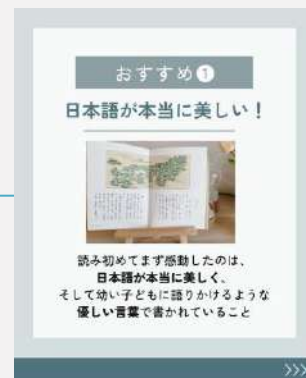 おすすめ❶
日本語が本当に美しい！
読み初めてまず感動したのは、
日本語が本当に美しく、
そして幼い子どもに語りかけるような
優しい言葉で書かれていること
>>>